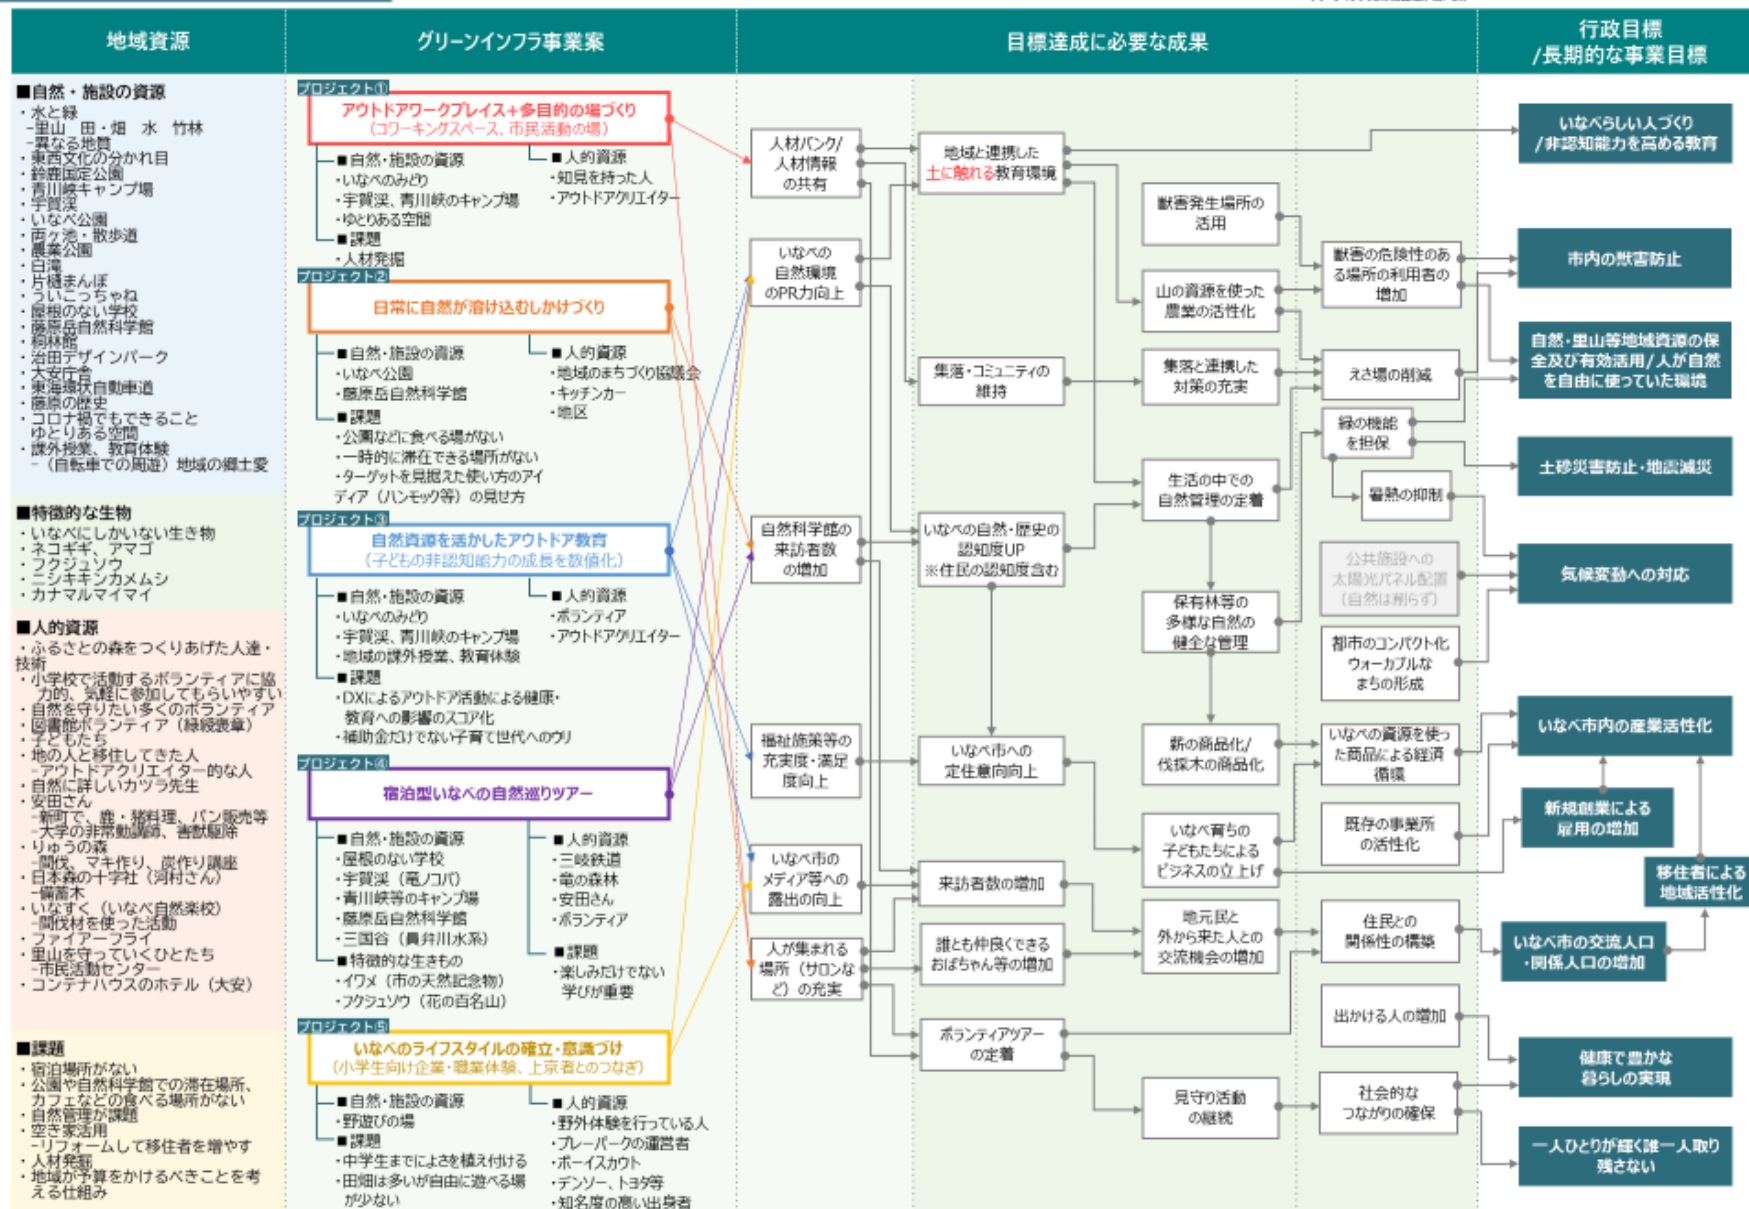 地域資源
グリーンインフラ事業案
目標達成に必要な成果
行政目標
/長期的な事業目標
■自然・施設の資源
・水と緑
-里山 田・畑 水 竹林
-異なる地質
・東西文化の分かれ目
・鈴鹿国定公園
・青川峡キャンプ場
・宇賀渓
・いなべ公園
・両ヶ池・散歩道
・農業公園
・白滝
・片樋まんぼ
・ういこっちゃね
・屋根のない学校
・藤原岳自然科学館
・桐林館
・治田デザインパーク
・大安庁舎
・東海環状自動車道
・藤原の歴史
・コロナ禍でもできること
ゆとりある空間
・課外授業、教育体験
-（自転車での周遊）地域の郷土愛
■特徴的な生物
・いなべにしかいない生き物
・ネコギギ、アマゴ
・フクジュソウ
・ニシキキンカメムシ
・カナマルマイマイ
■人的資源
・ふるさとの森をつくりあげた人達・
技術
・小学校で活動するボランティアに協
力的、気軽に参加してもらいやすい
・自然を守りたい多くのボランティア
・図書館ボランティア（緑綬褒章）
・子どもたち
・地の人と移住してきた人
-アウトドアクリエイター的な人
・自然に詳しいカツラ先生
・安田さん
-新町で、鹿・猪料理、パン販売等
-大学の非常勤講師、害獣駆除
・りゅうの森
-間伐、マキ作り、炭作り講座
・日本森の十字社（河村さん）
-備蓄木
・いなすく（いなべ自然楽校）
-間伐材を使った活動
・ファイアーフライ
・里山を守っていくひとたち
-市民活動センター
・コンテナハウスのホテル（大安）
■課題
・宿泊場所がない
・公園や自然科学館での滞在場所、
カフェなどの食べる場所がない
・自然管理が課題
・空き家活用
-リフォームして移住者を増やす
・人材発掘
・地域が予算をかけるべきことを考
える仕組み
プロジェクト①
アウトドアワークプレイス+多目的の場づくり
（コワーキングスペース、市民活動の場）
■自然・施設の資源
・いなべのみどり
・宇賀渓、青川峡のキャンプ場
・ゆとりある空間
■課題
・人材発掘
■人的資源
・知見を持った人
・アウトドアクリエイター
プロジェクト②
日常に自然が溶け込むしかけづくり
■自然・施設の資源
・いなべ公園
・藤原岳自然科学館
■課題
・公園などに食べる場がない
・一時的に滞在できる場所がない
・ターゲットを見据えた使い方のアイ
ディア（ハンモック等）の見せ方
■人的資源
・地域のまちづくり協議会
・キッチンカー
・地区
プロジェクト③
自然資源を活かしたアウトドア教育
（子どもの非認知能力の成長を数値化）
■自然・施設の資源
・いなべのみどり
・宇賀渓、青川峡のキャンプ場
・地域の課外授業、教育体験
■課題
・DXによるアウトドア活動による健康・
教育への影響のスコア化
・補助金だけでない子育て世代へのウリ
■人的資源
・ボランティア
・アウトドアクリエイター
プロジェクト④
宿泊型いなべの自然巡りツアー
■自然・施設の資源
・屋根のない学校
・宇賀渓（竜ノコバ）
・青川峡等のキャンプ場
・藤原岳自然科学館
・三国谷（員弁川水系）
■特徴的な生きもの
・イワメ（市の天然記念物）
・フクジュソウ（花の百名山）
■人的資源
・三岐鉄道
・竜の森林
・安田さん
・ボランティア
■課題
・楽しみだけでない
学びが重要
プロジェクト⑤
いなべのライフスタイルの確立・意識づけ
（小学生向け企業・職業体験、上京者とのつなぎ）
■自然・施設の資源
・野遊びの場
■課題
・中学生までによさを植え付ける
・田畑は多いが自由に遊べる場
が少ない
■人的資源
・野外体験を行っている人
・プレーパークの運営者
・ボーイスカウト
・デンソー、トヨタ等
・知名度の高い出身者
人材バンク/
人材情報
の共有
いなべの
自然環境
のPR力向上
自然科学館の
来訪者数
の増加
福祉施策等の
充実度・満足
度向上
いなべ市の
メディア等への
露出の向上
人が集まれる
場所（サロンな
ど）の充実
地域と連携した
土に触れる教育環境
集落・コミュニティの
維持
いなべの自然・歴史の
認知度UP
※住民の認知度含む
いなべ市への
定住意向向上
来訪者数の増加
誰とも仲良くできる
おばちゃん等の増加
ボランティアツアー
の定着
獣害発生場所の
活用
山の資源を使った
農業の活性化
集落と連携した
対策の充実
生活の中での
自然管理の定着
保有林等の
多様な自然の
健全な管理
薪の商品化/
伐採木の商品化
いなべ育ちの
子どもたちによる
ビジネスの立上げ
地元民と
外から来た人との
交流機会の増加
見守り活動
の継続
獣害の危険性のあ
る場所の利用者の
増加
えさ場の削減
緑の機能
を担保
暑熱の抑制
公共施設への
太陽光パネル配置
（自然は削らず）
都市のコンパクト化
ウォーカブルな
まちの形成
いなべの資源を使っ
た商品による経済
循環
既存の事業所
の活性化
住民との
関係性の構築
出かける人の増加
社会的な
つながりの確保
いなべらしい人づくり
/非認知能力を高める教育
市内の獣害防止
自然・里山等地域資源の保
全及び有効活用/人が自然
を自由に使っていた環境
土砂災害防止・地震減災
気候変動への対応
いなべ市内の産業活性化
新規創業による
雇用の増加
移住者による
地域活性化
いなべ市の交流人口
・関係人口の増加
健康で豊かな
暮らしの実現
一人ひとりが輝く誰一人取り
残さない